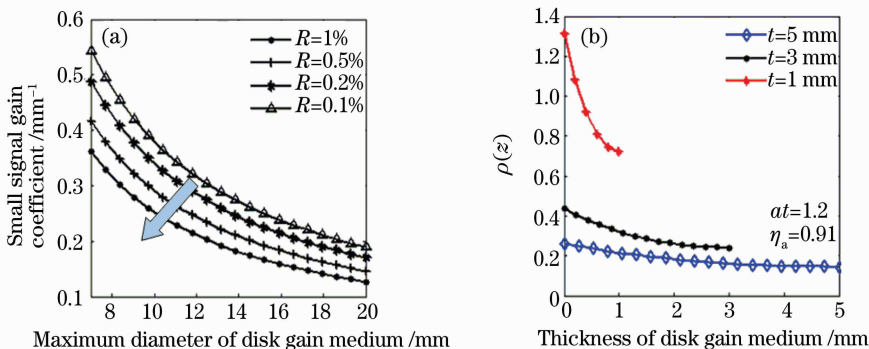 (a)
R=1%
R=0.5%
R=0.2%
R=0.1%
0.6
0.5
0.4
0.3
0.2
0.1
8 10 12 14 16 18 20
Small signal gain
coefficient /mm⁻¹
Maximum diameter of disk gain medium /mm
(b)
t=5 mm
t=3 mm
t=1 mm
1.4
1.2
1.0
0.8
0.6
0.4
0.2
0
0 1 2 3 4 5
ρ(z)
at=1.2
ηa=0.91
Thickness of disk gain medium /mm